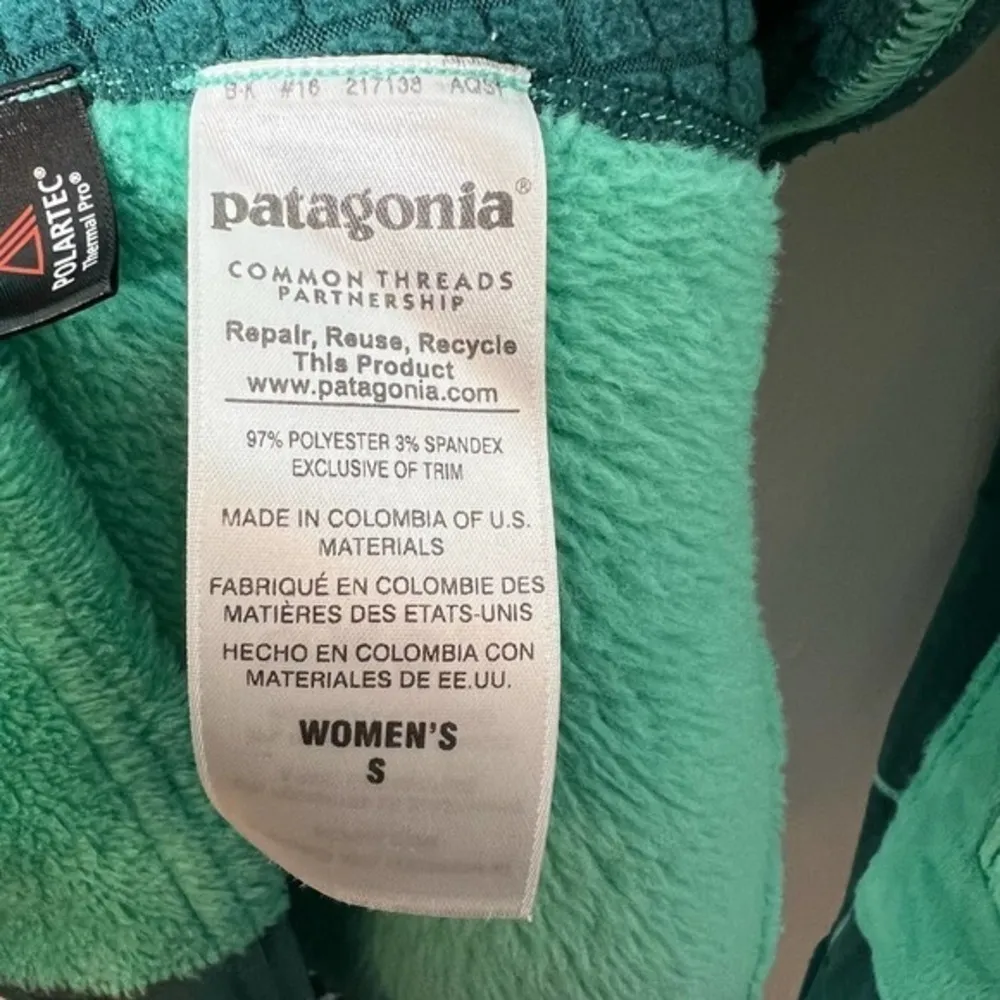 B-K #16 217138
patagonia®
COMMON THREADS
PARTNERSHIP
Repair, Reuse, Recycle
This Product
www.patagonia.com
97% POLYESTER 3% SPANDEX
EXCLUSIVE OF TRIM
MADE IN COLOMBIA OF U.S.
MATERIALS
FABRIQUÉ EN COLOMBIE DES
MATIÈRES DES ETATS-UNIS
HECHO EN COLOMBIA CON
MATERIALES DE EE.UU.
WOMEN'S
S
POLARTEC®
Thermal Pro®